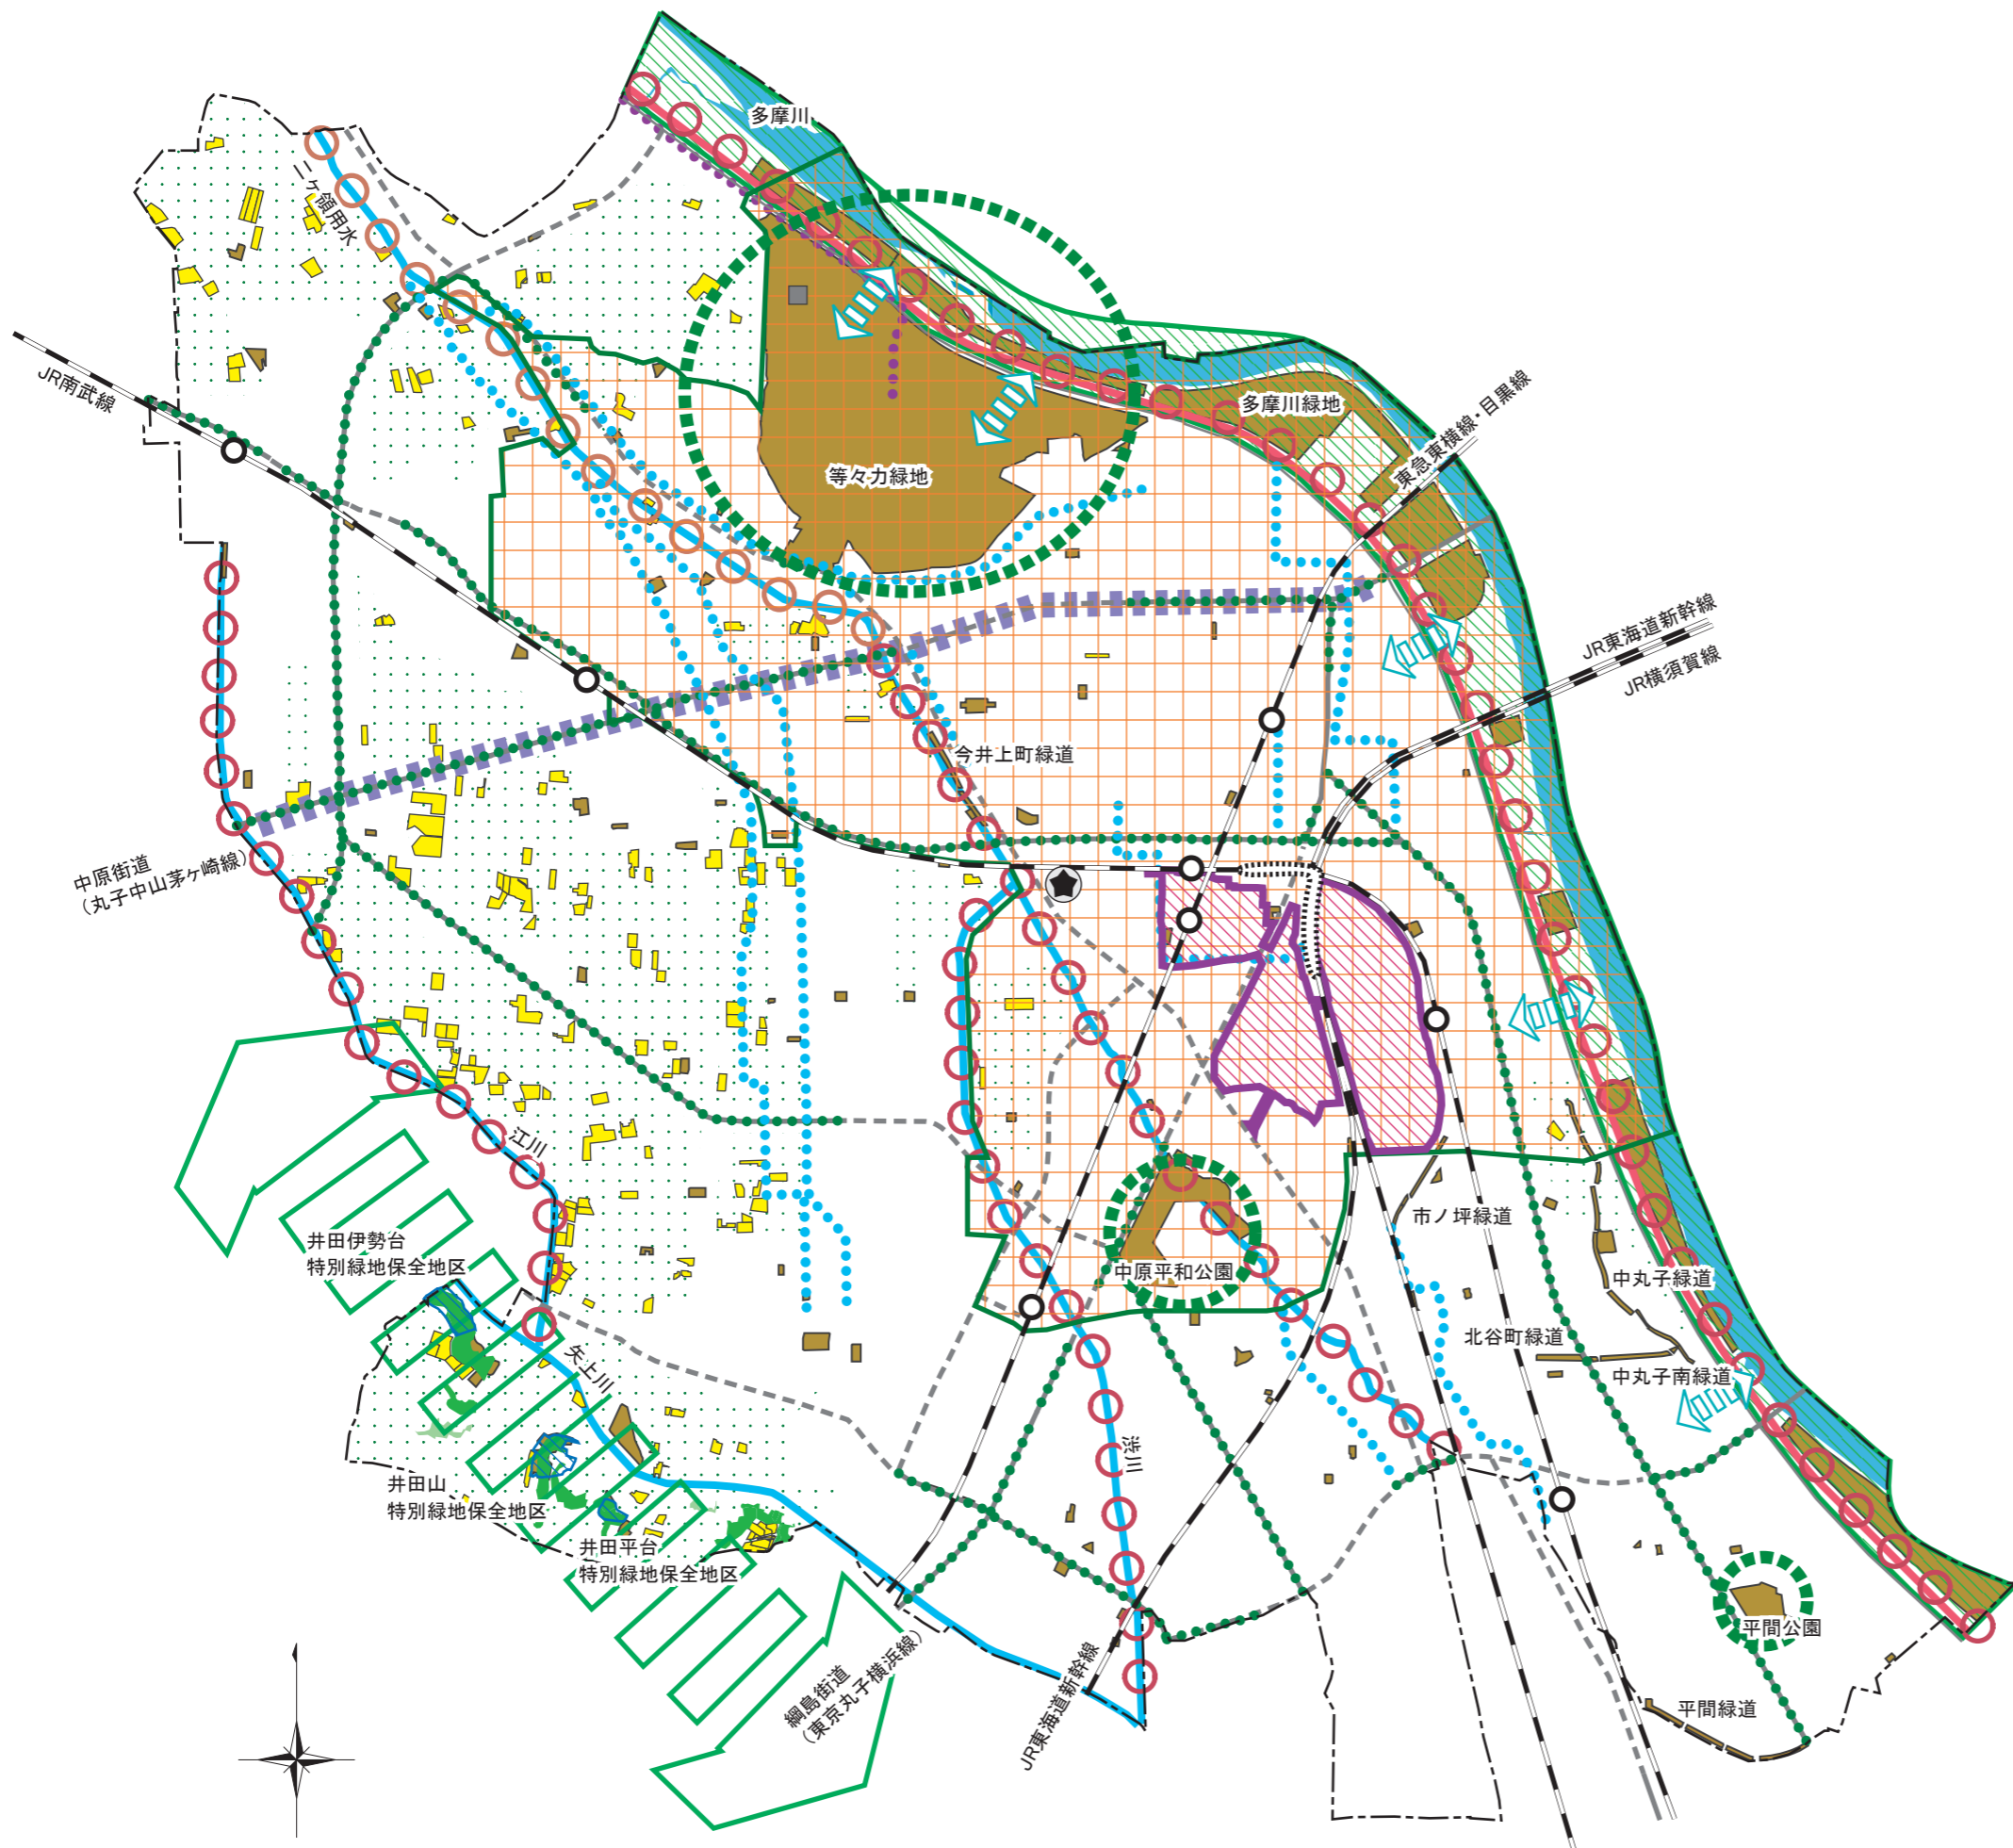 多摩川
二ヶ領用水
JR南武線
多摩川緑地
東急東横線・目黒線
等々力緑地
JR東海道新幹線
JR横須賀線
今井上町緑道
中原街道
（丸子中山茅ヶ崎線）
江川
市ノ坪緑道
井田伊勢台
特別緑地保全地区
中原平和公園
中丸子緑道
北谷町緑道
矢上川
中丸子南緑道
渋川
井田山
特別緑地保全地区
井田平台
特別緑地保全地区
平間公園
綱島街道
（東京丸子横浜線）
JR東海道新幹線
平間緑道